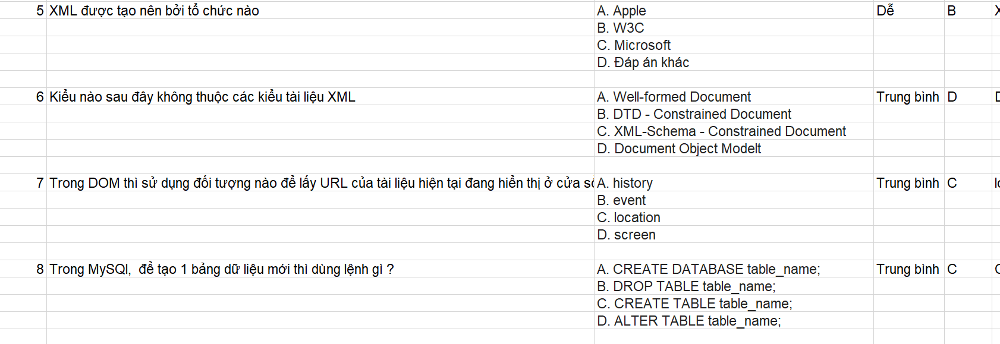 5 XML được tạo nên bởi tổ chức nào A. Apple Dễ B
B. W3C
C. Microsoft
D. Đáp án khác
6 Kiểu nào sau đây không thuộc các kiểu tài liệu XML A. Well-formed Document Trung bình D
B. DTD - Constrained Document
C. XML-Schema - Constrained Document
D. Document Object Modelt
7 Trong DOM thì sử dụng đối tượng nào để lấy URL của tài liệu hiện tại đang hiển thị ở cửa A. history Trung bình C
B. event
C. location
D. screen
8 Trong MySQl,  để tạo 1 bảng dữ liệu mới thì dùng lệnh gì ? A. CREATE DATABASE table_name; Trung bình C
B. DROP TABLE table_name;
C. CREATE TABLE table_name;
D. ALTER TABLE table_name;